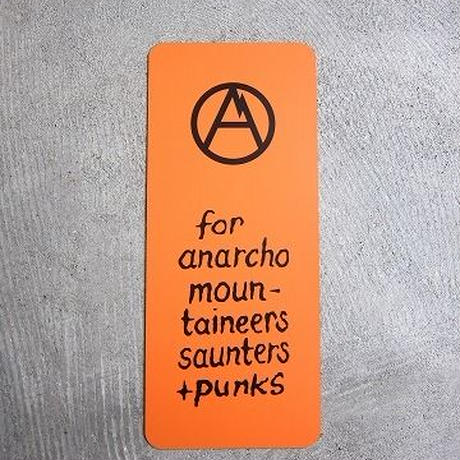 for
anarcho
moun-
taineers
saunters
+punks